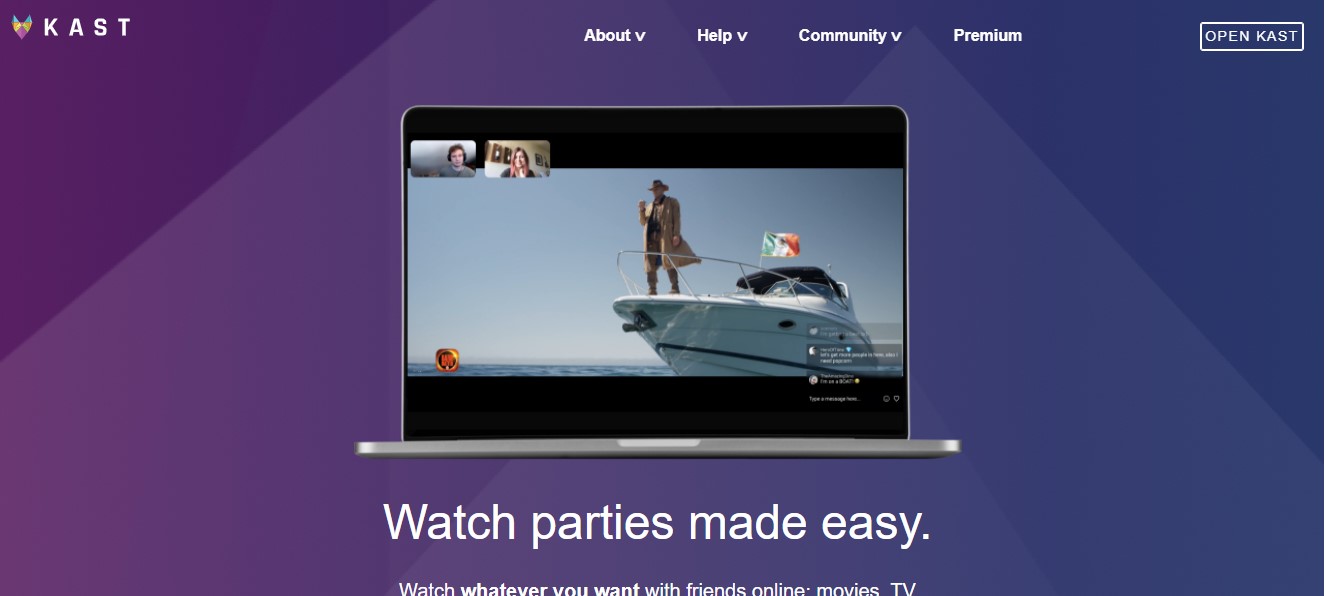 KAST
About v
Help v
Community v
Premium
OPEN KAST
let's get more people in here, also I
need popcorn
I'm on a BOAT!
Type a message here...
Watch parties made easy.
Watch whatever you want with friends online: movies, TV